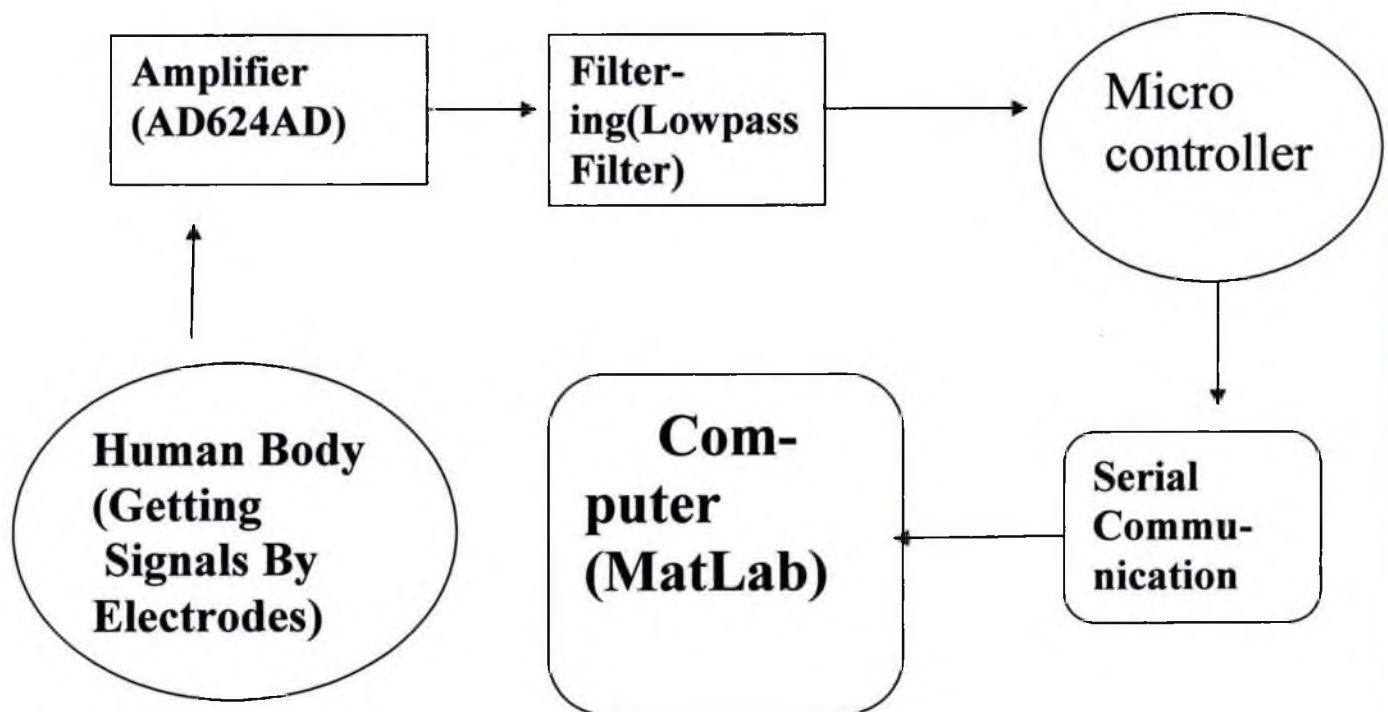 Amplifier
(AD624AD)
Filter-
ing(Lowpass
Filter)
Micro
controller
Human Body
(Getting
Signals By
Electrodes)
Com-
puter
(MatLab)
Serial
Commu-
nication